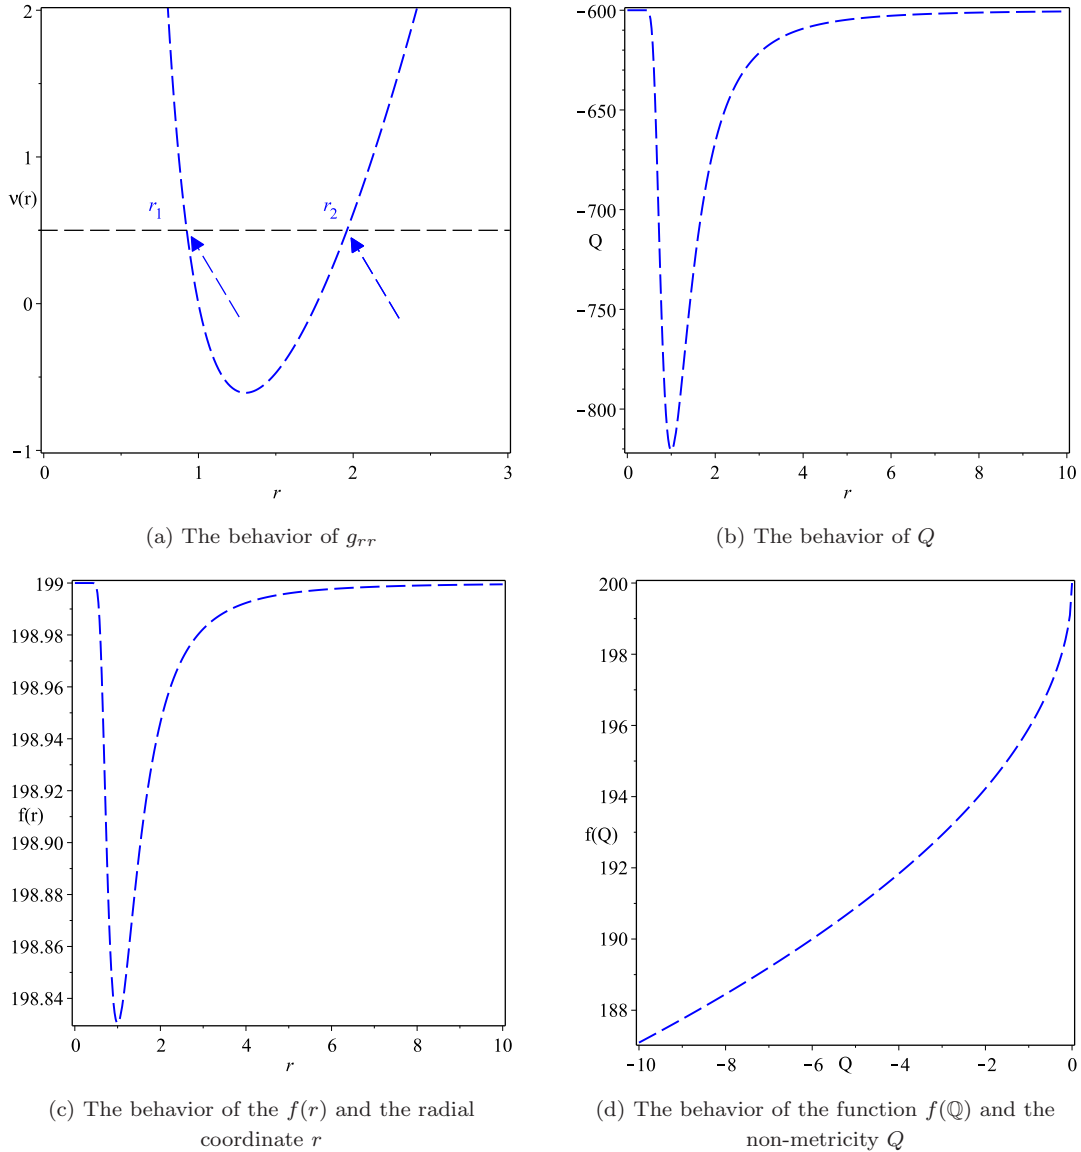 2
1
ν(r)
0
−1
r1
r2
0 1 2 3
r
(a) The behavior of grr
−600
−650
−700
Q
−750
−800
0 2 4 6 8 10
r
(b) The behavior of Q
199
198.98
198.96
198.94
198.92
f(r)
198.90
198.88
198.86
198.84
0 2 4 6 8 10
r
(c) The behavior of the f(r) and the radial
coordinate r
200
198
196
194
f(Q)
192
190
188
−10 −8 −6 Q −4 −2 0
(d) The behavior of the function f(ℚ) and the
non-metricity Q